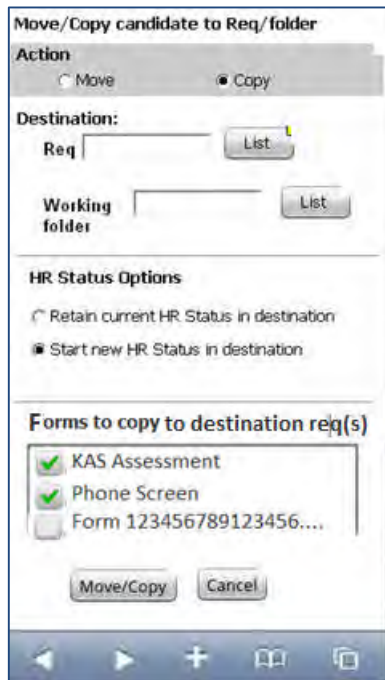 Move/Copy candidate to Req/folder
Action
Move Copy
Destination:
Req List
Working folder List
HR Status Options
Retain current HR Status in destination
Start new HR Status in destination
Forms to copy to destination req(s)
KAS Assessment
Phone Screen
Form 123456789123456....
Move/Copy Cancel